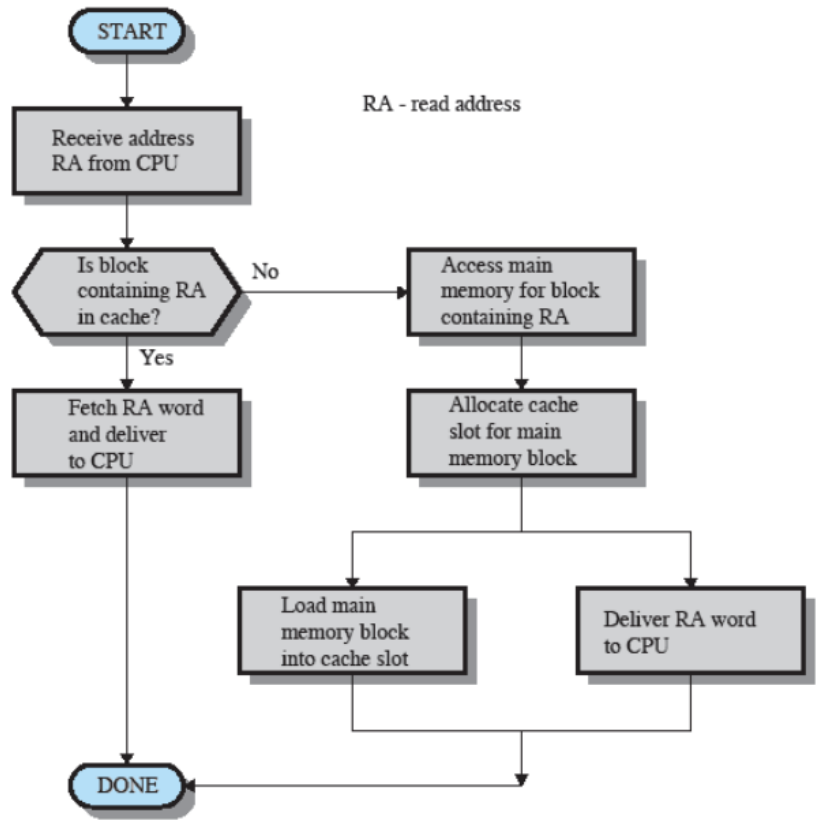 START
RA - read address
Receive address
RA from CPU
Is block
containing RA
in cache?
No
Access main
memory for block
containing RA
Yes
Fetch RA word
and deliver
to CPU
Allocate cache
slot for main
memory block
Load main
memory block
into cache slot
Deliver RA word
to CPU
DONE